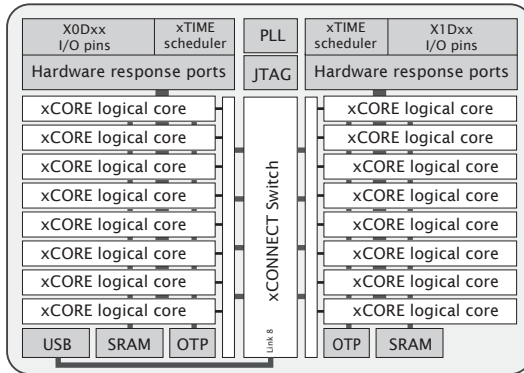 X0Dxx
I/O pins
xTIME
scheduler
PLL
xTIME
scheduler
X1Dxx
I/O pins
Hardware response ports
JTAG
Hardware response ports
xCORE logical core
xCORE logical core
xCORE logical core
xCORE logical core
xCORE logical core
xCORE logical core
xCORE logical core
xCORE logical core
xCONNECT Switch
Link 8
xCORE logical core
xCORE logical core
xCORE logical core
xCORE logical core
xCORE logical core
xCORE logical core
xCORE logical core
xCORE logical core
USB
SRAM
OTP
OTP
SRAM